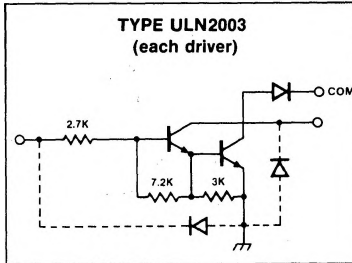 TYPE ULN2003
(each driver)
COM
2.7K
7.2K
3K